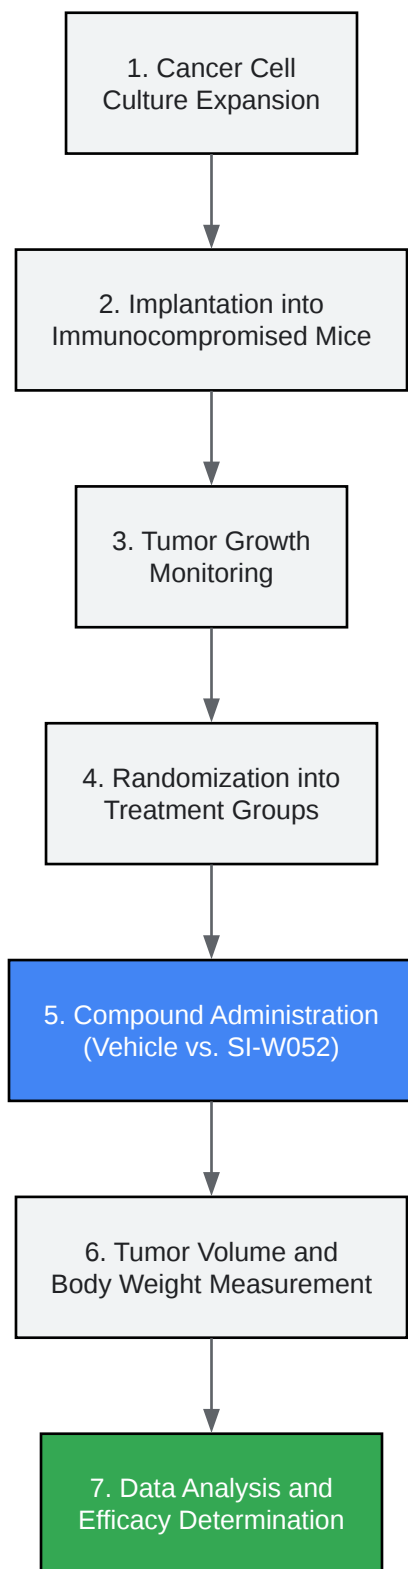 1. Cancer Cell
Culture Expansion
2. Implantation into
Immunocompromised Mice
3. Tumor Growth
Monitoring
4. Randomization into
Treatment Groups
5. Compound Administration
(Vehicle vs. SI-W052)
6. Tumor Volume and
Body Weight Measurement
7. Data Analysis and
Efficacy Determination